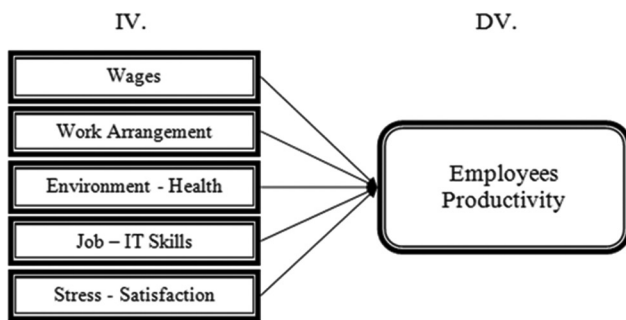 IV.
DV.
Wages
Work Arrangement
Environment - Health
Job – IT Skills
Stress - Satisfaction
Employees
Productivity